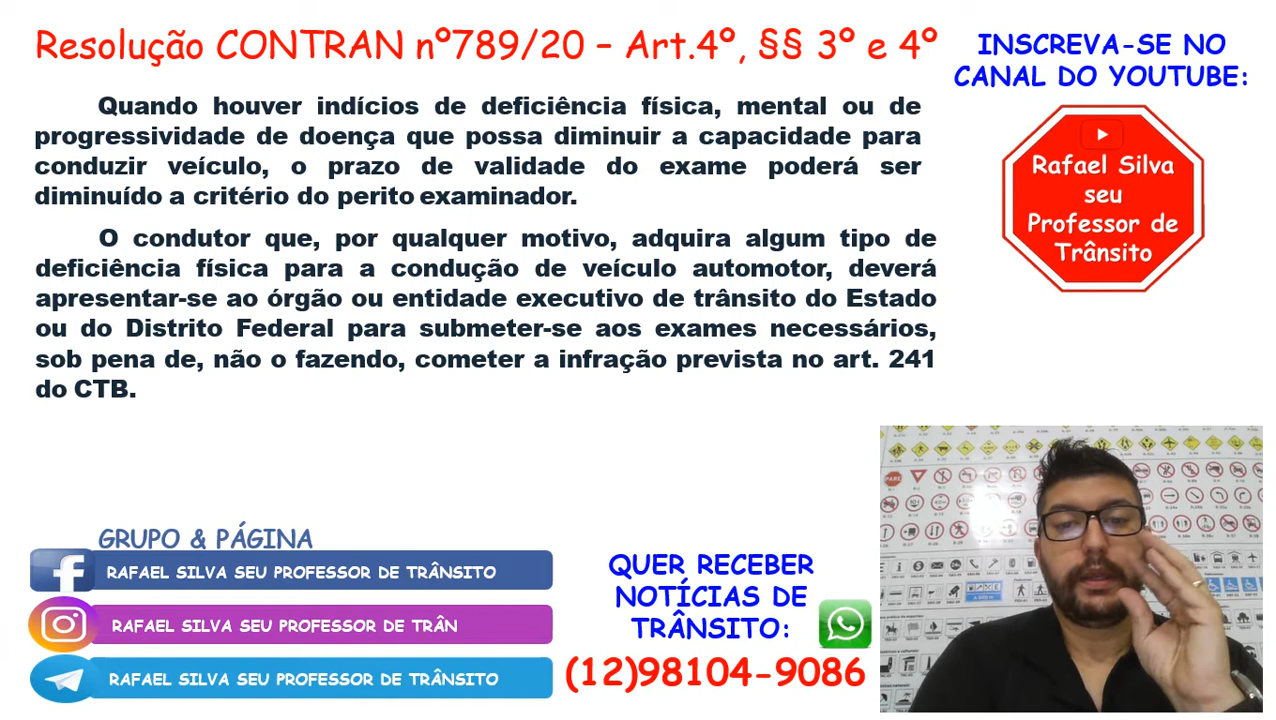 Resolução CONTRAN nº789/20 – Art.4º, §§ 3º e 4º
Quando houver indícios de deficiência física, mental ou de
progressividade de doença que possa diminuir a capacidade para
conduzir veículo, o prazo de validade do exame poderá ser
diminuído a critério do perito examinador.
O condutor que, por qualquer motivo, adquira algum tipo de
deficiência física para a condução de veículo automotor, deverá
apresentar-se ao órgão ou entidade executivo de trânsito do Estado
ou do Distrito Federal para submeter-se aos exames necessários,
sob pena de, não o fazendo, cometer a infração prevista no art. 241
do CTB.
INSCREVA-SE NO
CANAL DO YOUTUBE:
Rafael Silva
seu
Professor de
Trânsito
GRUPO & PÁGINA
RAFAEL SILVA SEU PROFESSOR DE TRÂNSITO
RAFAEL SILVA SEU PROFESSOR DE TRÂN
RAFAEL SILVA SEU PROFESSOR DE TRÂNSITO
QUER RECEBER
NOTÍCIAS DE
TRÂNSITO:
(12)98104-9086
PARE